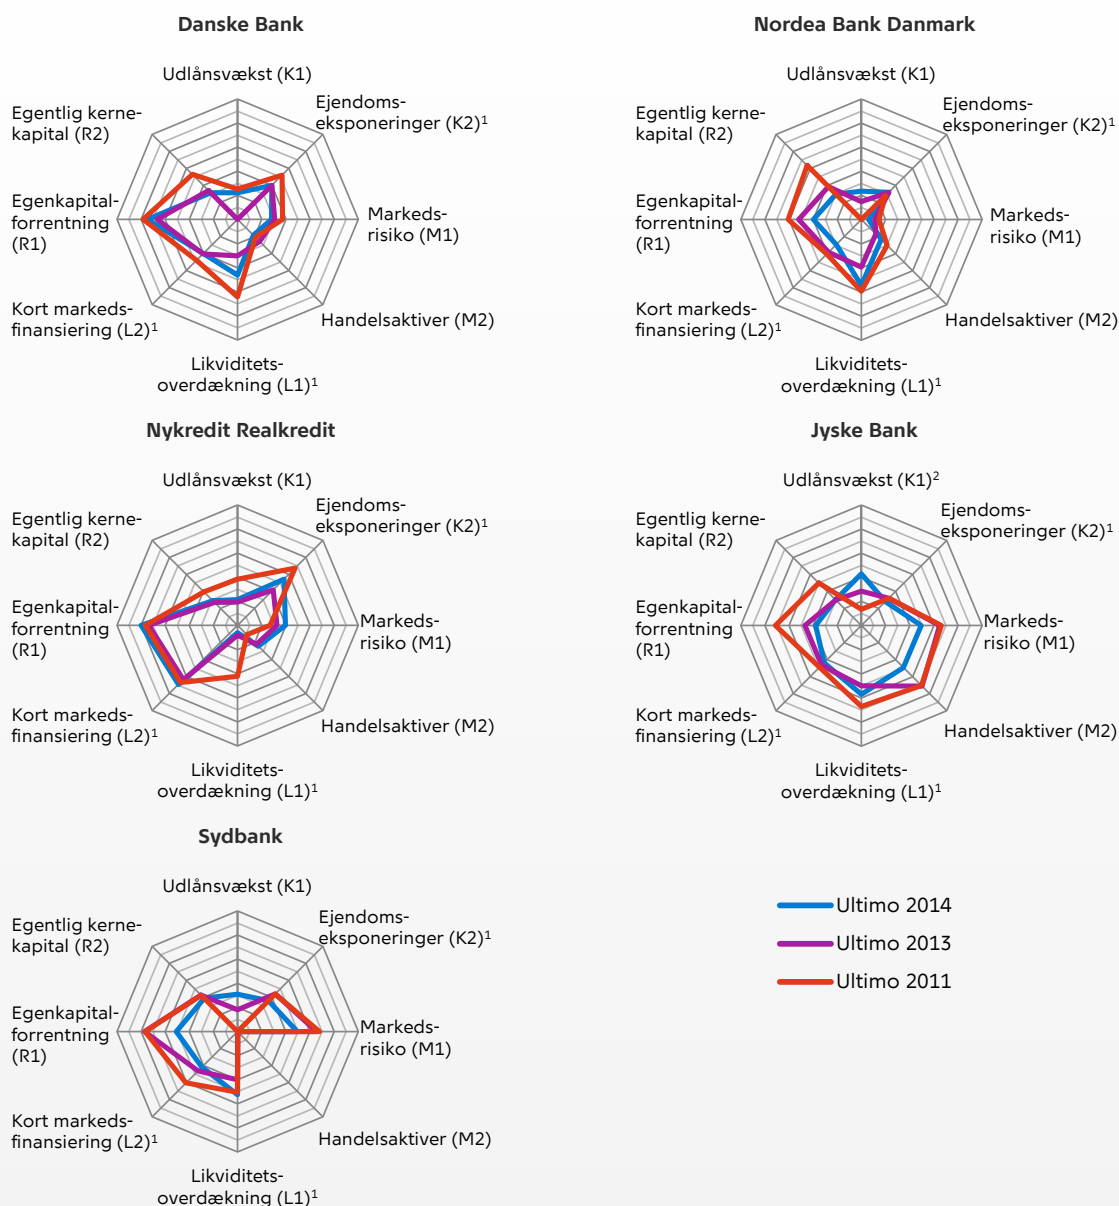 Danske Bank
Udlånsvækst (K1)
Ejendoms-
eksponeringer (K2)¹
Markeds-
risiko (M1)
Handelsaktiver (M2)
Likviditets-
overdækning (L1)¹
Kort markeds-
finansiering (L2)¹
Egenkapital-
forrentning
(R1)
Egentlig kerne-
kapital (R2)
Nordea Bank Danmark
Udlånsvækst (K1)
Ejendoms-
eksponeringer (K2)¹
Markeds-
risiko (M1)
Handelsaktiver (M2)
Likviditets-
overdækning (L1)¹
Kort markeds-
finansiering (L2)¹
Egenkapital-
forrentning
(R1)
Egentlig kerne-
kapital (R2)
Nykredit Realkredit
Udlånsvækst (K1)
Ejendoms-
eksponeringer (K2)¹
Markeds-
risiko (M1)
Handelsaktiver (M2)
Likviditets-
overdækning (L1)¹
Kort markeds-
finansiering (L2)¹
Egenkapital-
forrentning
(R1)
Egentlig kerne-
kapital (R2)
Jyske Bank
Udlånsvækst (K1)²
Ejendoms-
eksponeringer (K2)¹
Markeds-
risiko (M1)
Handelsaktiver (M2)
Likviditets-
overdækning (L1)¹
Kort markeds-
finansiering (L2)¹
Egenkapital-
forrentning
(R1)
Egentlig kerne-
kapital (R2)
Sydbank
Udlånsvækst (K1)
Ejendoms-
eksponeringer (K2)¹
Markeds-
risiko (M1)
Handelsaktiver (M2)
Likviditets-
overdækning (L1)¹
Kort markeds-
finansiering (L2)¹
Egenkapital-
forrentning
(R1)
Egentlig kerne-
kapital (R2)
Ultimo 2014
Ultimo 2013
Ultimo 2011